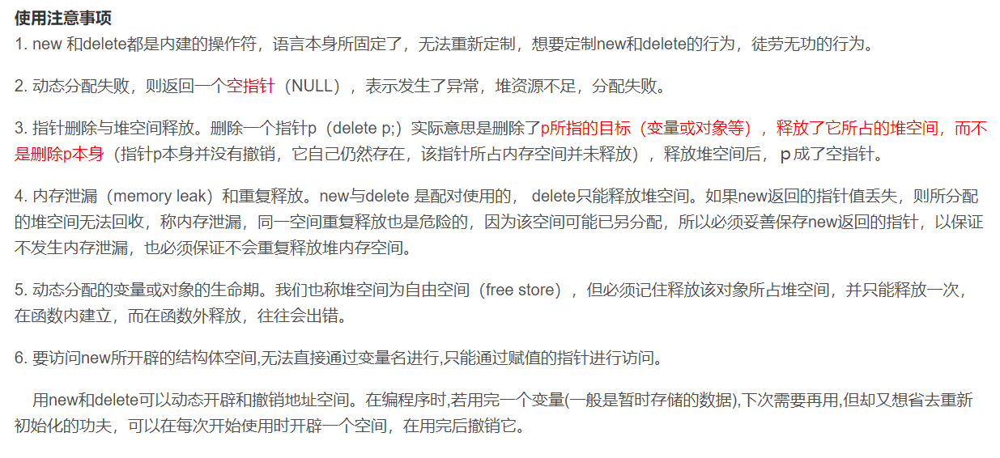 使用注意事项
1. new 和delete都是内建的操作符，语言本身所固定了，无法重新定制，想要定制new和delete的行为，徒劳无功的行为。
2. 动态分配失败，则返回一个空指针（NULL），表示发生了异常，堆资源不足，分配失败。
3. 指针删除与堆空间释放。删除一个指针p（delete p;）实际意思是删除了p所指的目标（变量或对象等），释放了它所占的堆空间，而不
是删除p本身（指针p本身并没有撤销，它自己仍然存在，该指针所占内存空间并未释放），释放堆空间后，ｐ成了空指针。
4. 内存泄漏（memory leak）和重复释放。new与delete 是配对使用的， delete只能释放堆空间。如果new返回的指针值丢失，则所分配
的堆空间无法回收，称内存泄漏，同一空间重复释放也是危险的，因为该空间可能已另分配，所以必须妥善保存new返回的指针，以保证
不发生内存泄漏，也必须保证不会重复释放堆内存空间。
5. 动态分配的变量或对象的生命期。我们也称堆空间为自由空间（free store），但必须记住释放该对象所占堆空间，并只能释放一次，
在函数内建立，而在函数外释放，往往会出错。
6. 要访问new所开辟的结构体空间,无法直接通过变量名进行,只能通过赋值的指针进行访问。
用new和delete可以动态开辟和撤销地址空间。在编程序时,若用完一个变量(一般是暂时存储的数据),下次需要再用,但却又想省去重新
初始化的功夫，可以在每次开始使用时开辟一个空间，在用完后撤销它。